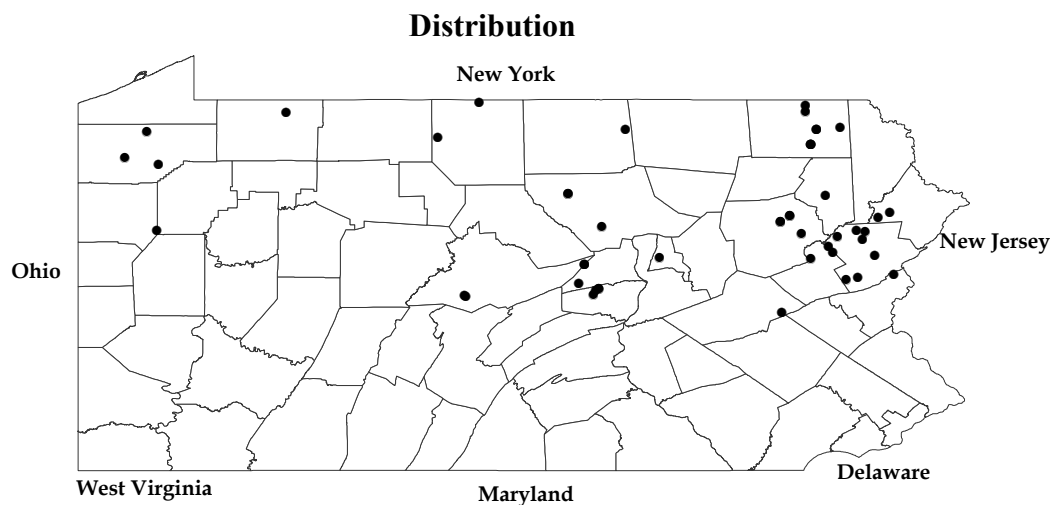 Distribution
New York
New Jersey
Ohio
Delaware
West Virginia
Maryland